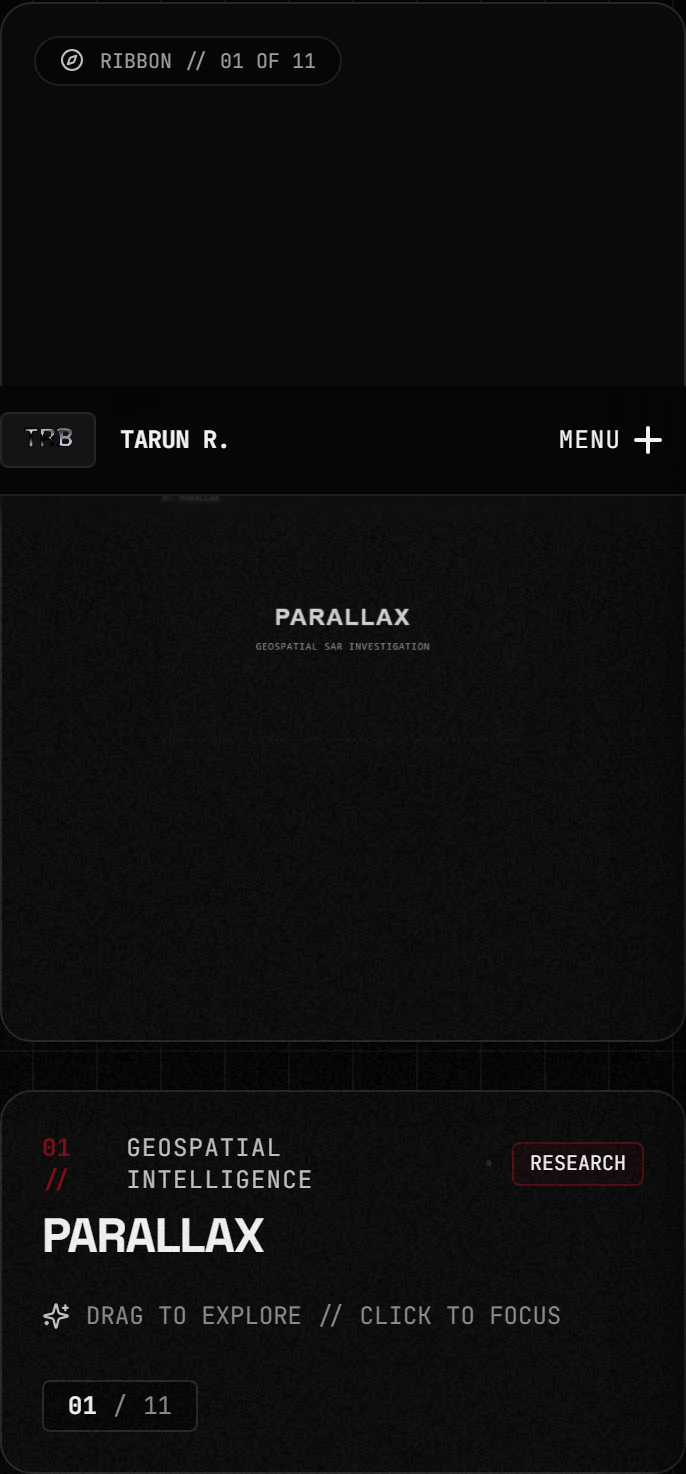 RIBBON // 01 OF 11
TRB
TARUN R.
MENU
PARALLAX
GEOSPATIAL SAR INVESTIGATION
01 //
GEOSPATIAL INTELLIGENCE
RESEARCH
PARALLAX
DRAG TO EXPLORE // CLICK TO FOCUS
01 / 11